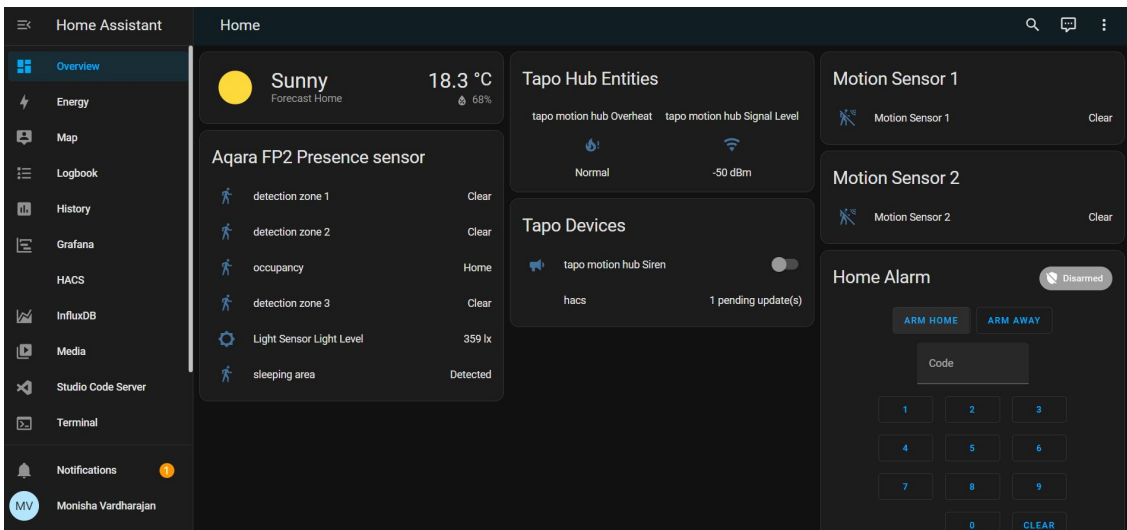 Home Assistant
Overview
Energy
Map
Logbook
History
Grafana
HACS
InfluxDB
Media
Studio Code Server
Terminal
Notifications 1
MV Monisha Vardharajan
Home
Sunny 18.3 °C
Forecast Home 68%
Aqara FP2 Presence sensor
detection zone 1 Clear
detection zone 2 Clear
occupancy Home
detection zone 3 Clear
Light Sensor Light Level 359 lx
sleeping area Detected
Tapo Hub Entities
tapo motion hub Overheat tapo motion hub Signal Level
Normal -50 dBm
Tapo Devices
tapo motion hub Siren
hacs 1 pending update(s)
Motion Sensor 1
Motion Sensor 1 Clear
Motion Sensor 2
Motion Sensor 2 Clear
Home Alarm Disarmed
ARM HOME ARM AWAY
Code
1 2 3
4 5 6
7 8 9
0 CLEAR